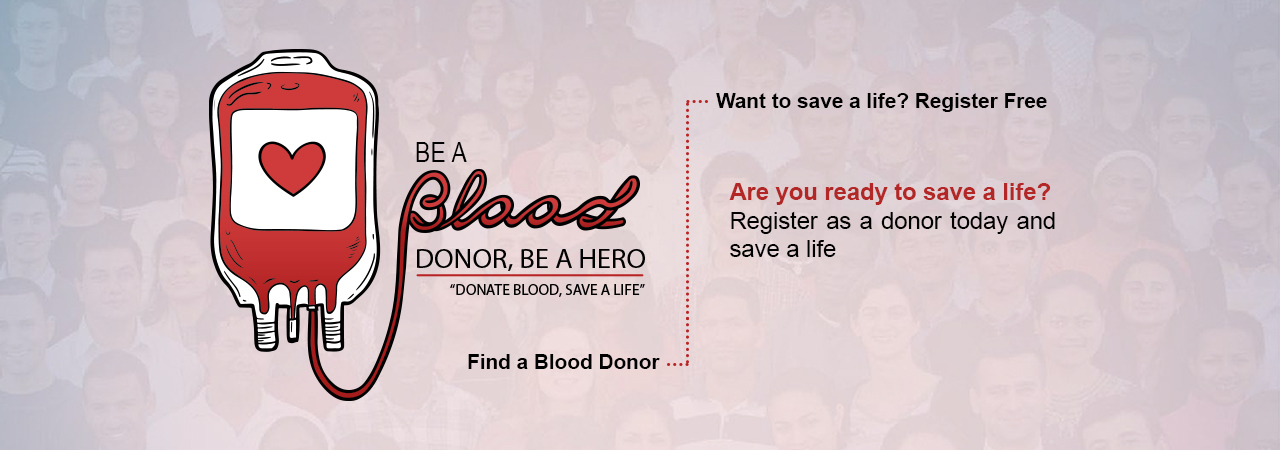 BE A
Blood
DONOR, BE A HERO
“DONATE BLOOD, SAVE A LIFE”
Find a Blood Donor
Want to save a life? Register Free
Are you ready to save a life?
Register as a donor today and
save a life